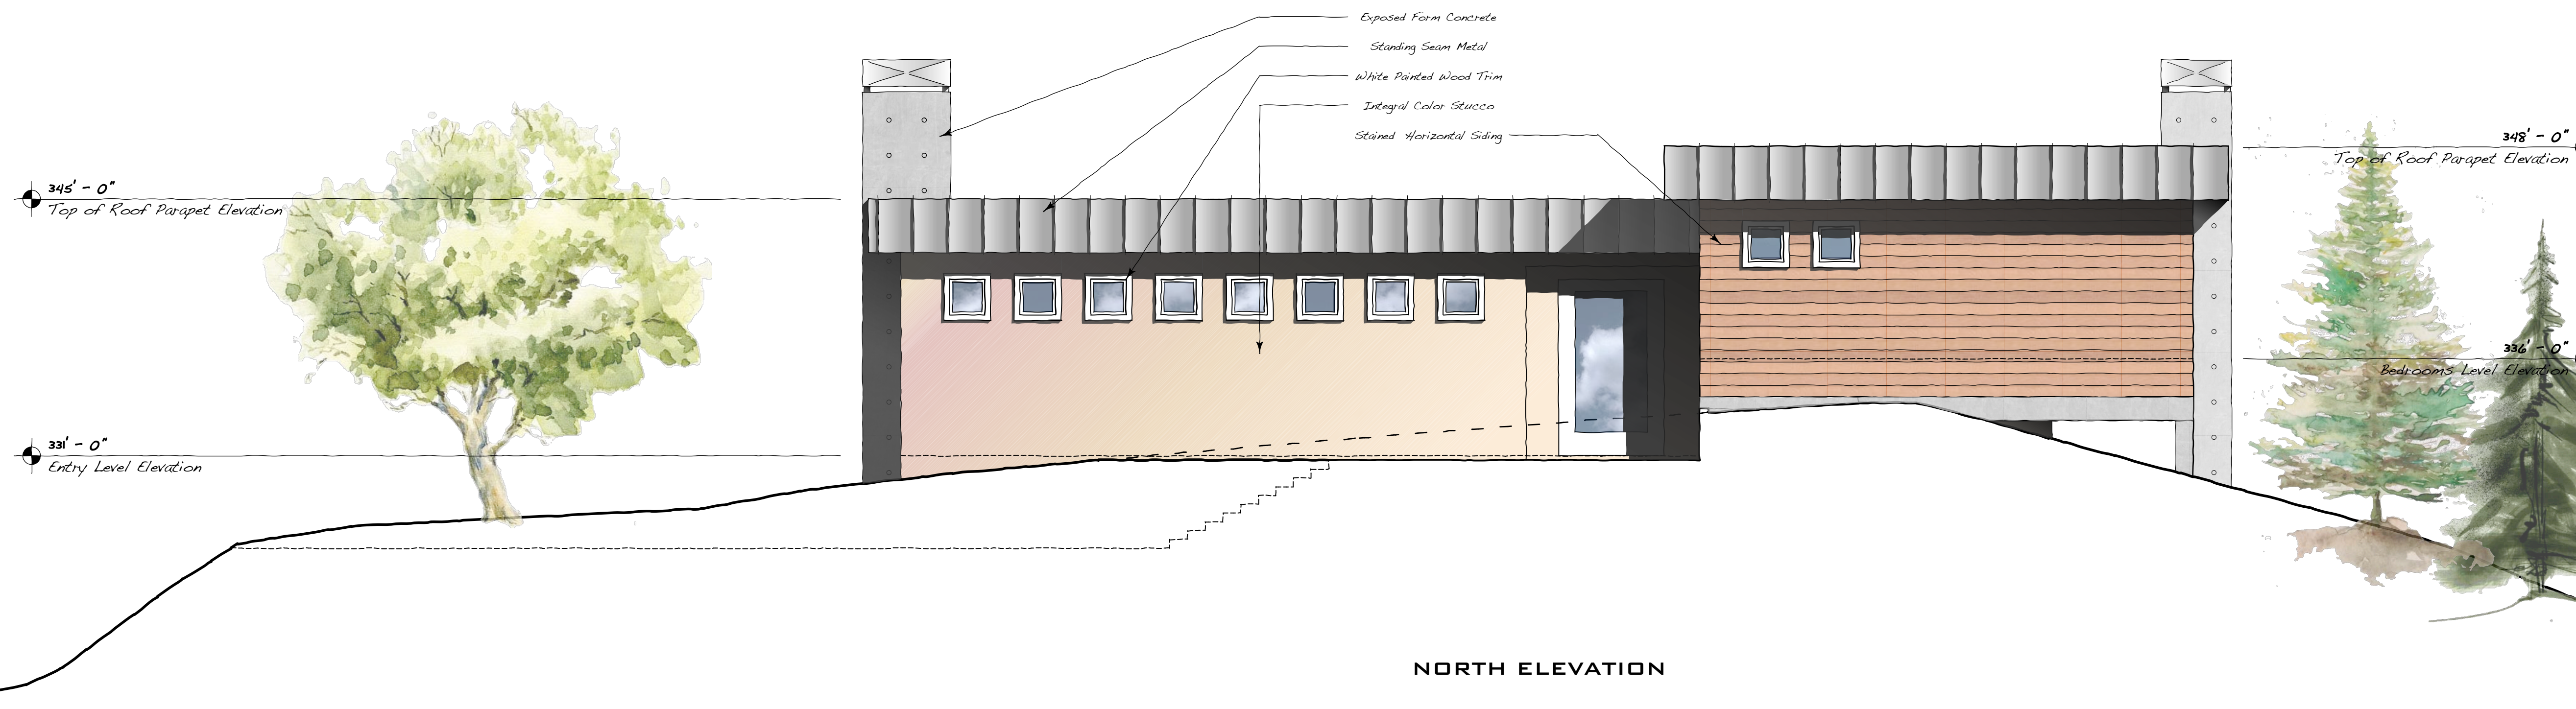 Exposed Form Concrete
Standing Seam Metal
White Painted Wood Trim
Integral Color Stucco
Stained Horizontal Siding
345' - 0"
Top of Roof Parapet Elevation
348' - 0"
Top of Roof Parapet Elevation
336' - 0"
Bedrooms Level Elevation
331' - 0"
Entry Level Elevation
NORTH ELEVATION